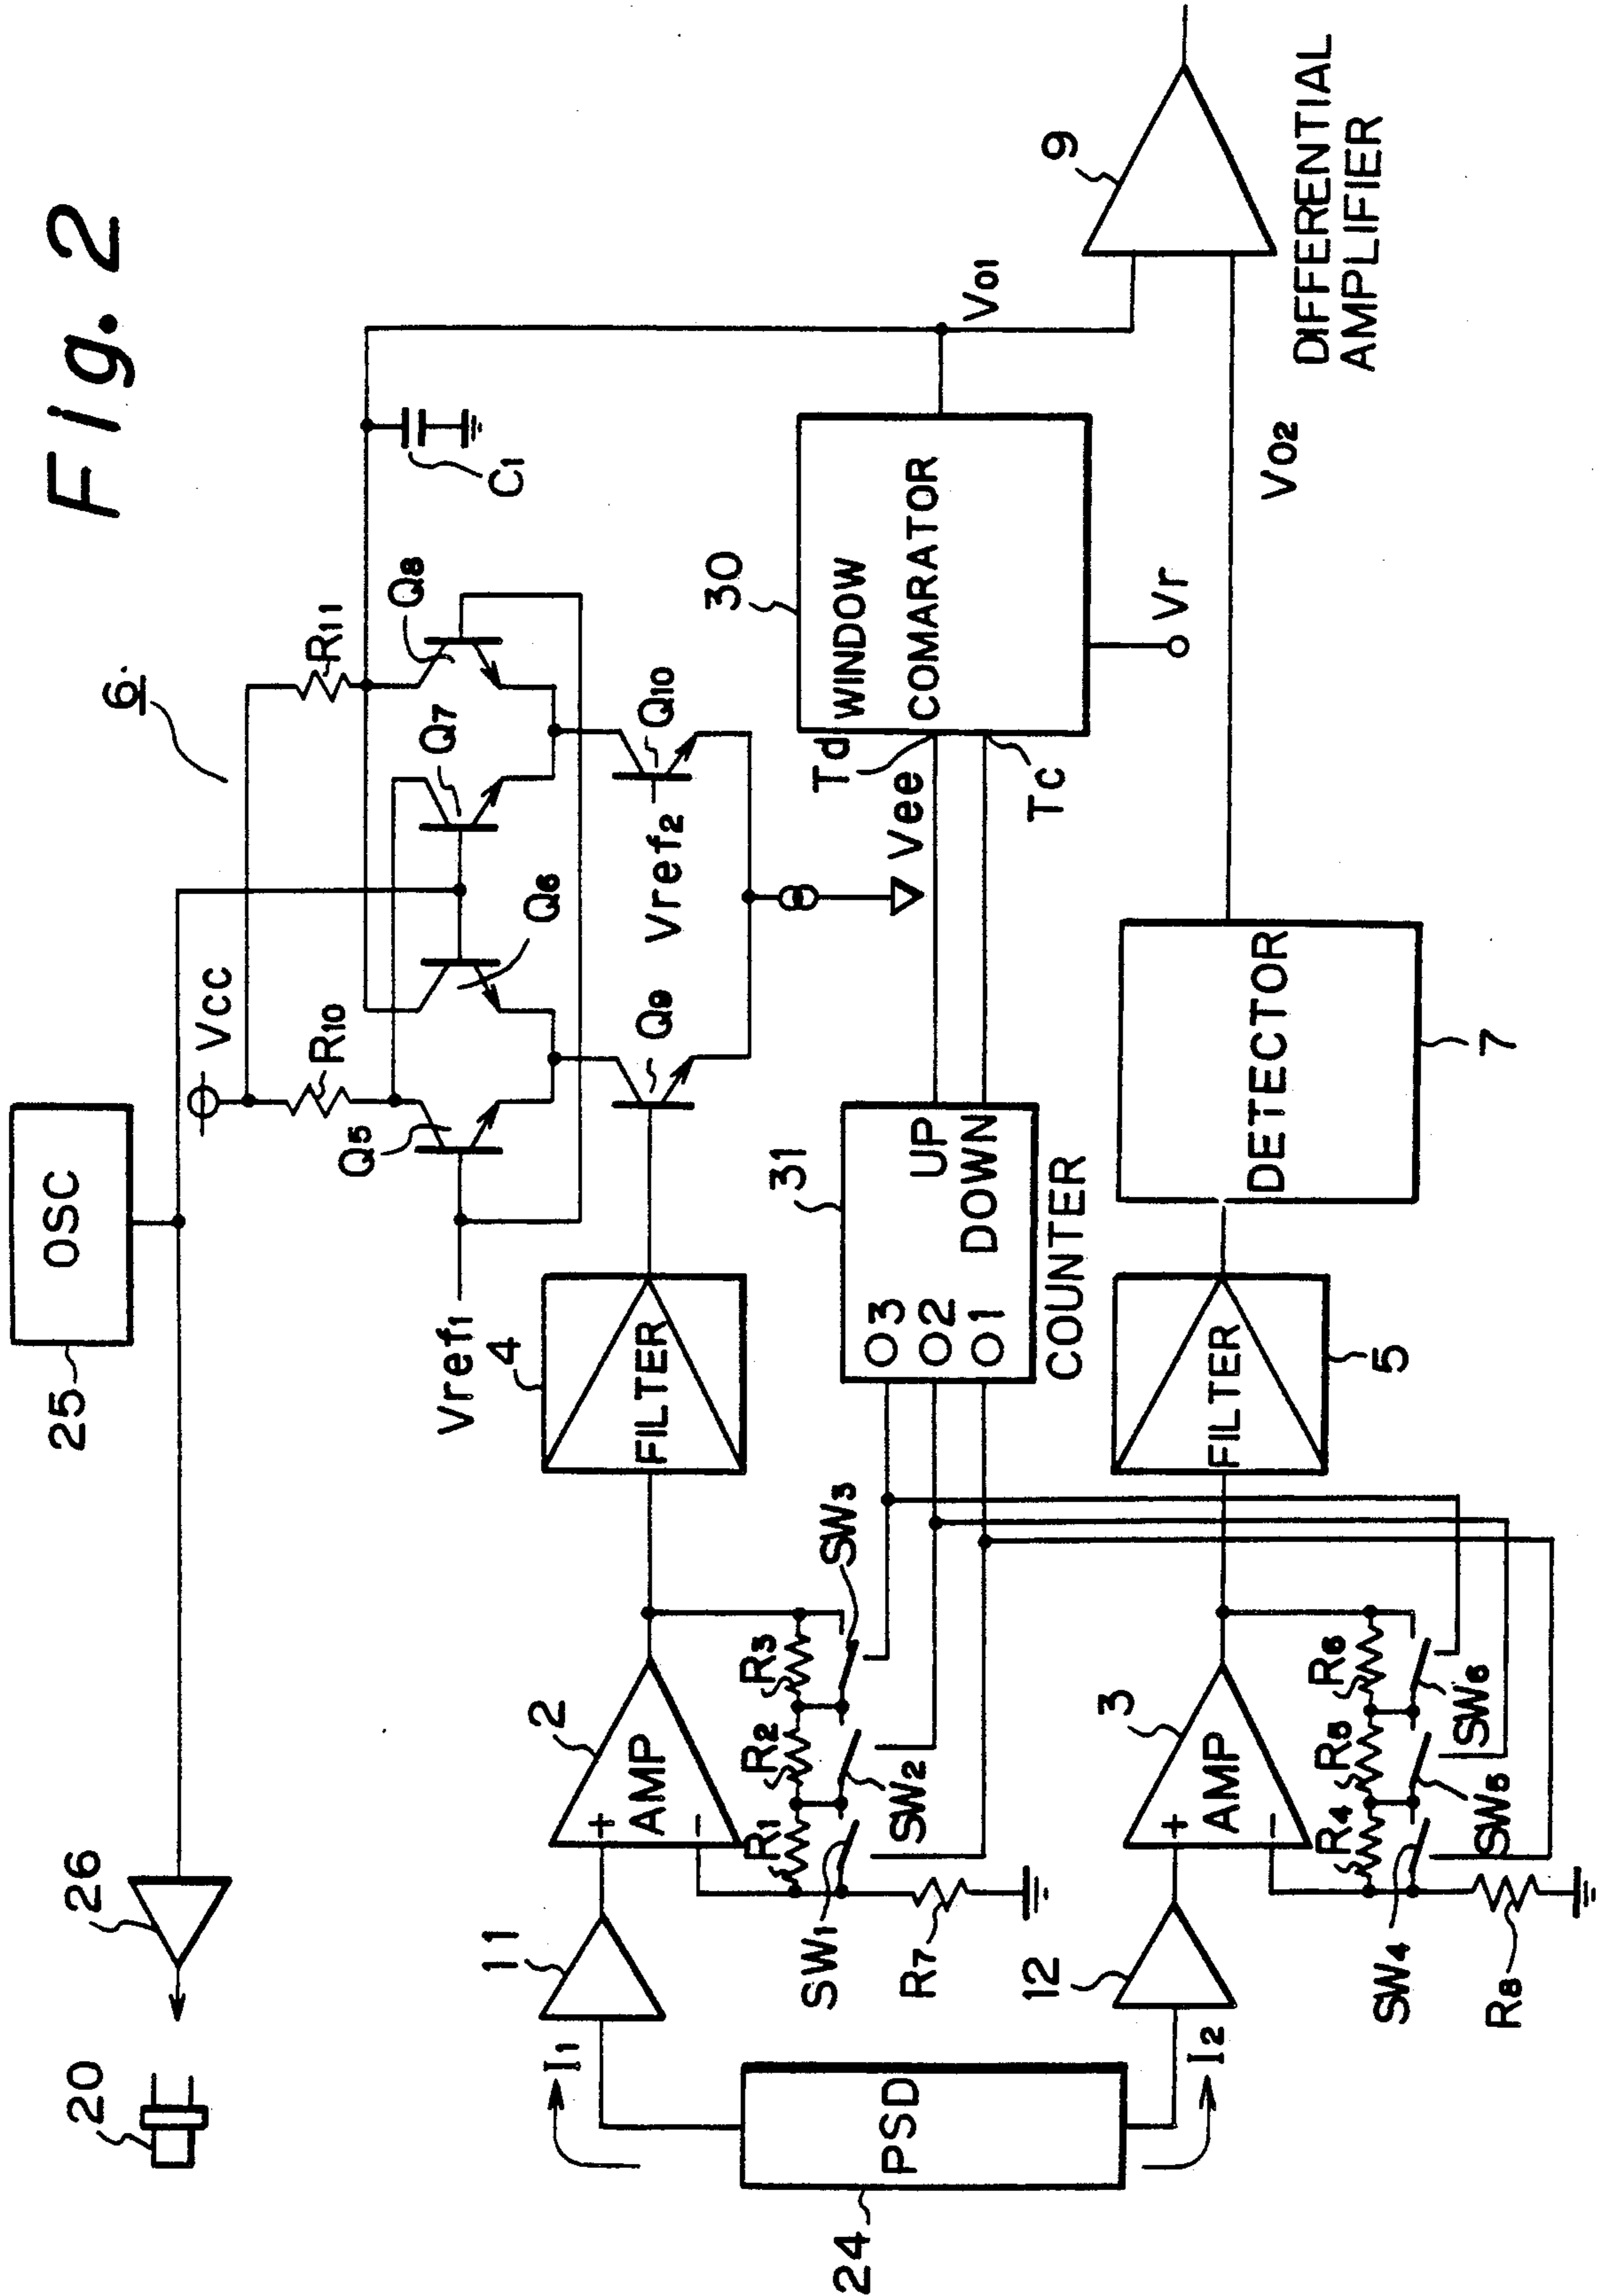 Fig. 2
OSC
25
26
20
6
Vcc
R10
R11
Q5
Q6
Q7
Q8
C1
Vref1
Q9
Vref2
Q10
Vee
4
FILTER
I1
11
2
+
AMP
-
R1
R2
R3
SW1
SW2
SW3
R7
24
PSD
31
O3
O2
O1
UP
DOWN
COUNTER
Td
Tc
30
WINDOW
COMARATOR
Vr
V01
9
DIFFERENTIAL
AMPLIFIER
I2
12
3
+
AMP
-
R4
R5
R6
SW4
SW5
SW6
R8
FILTER
5
DETECTOR
7
V02